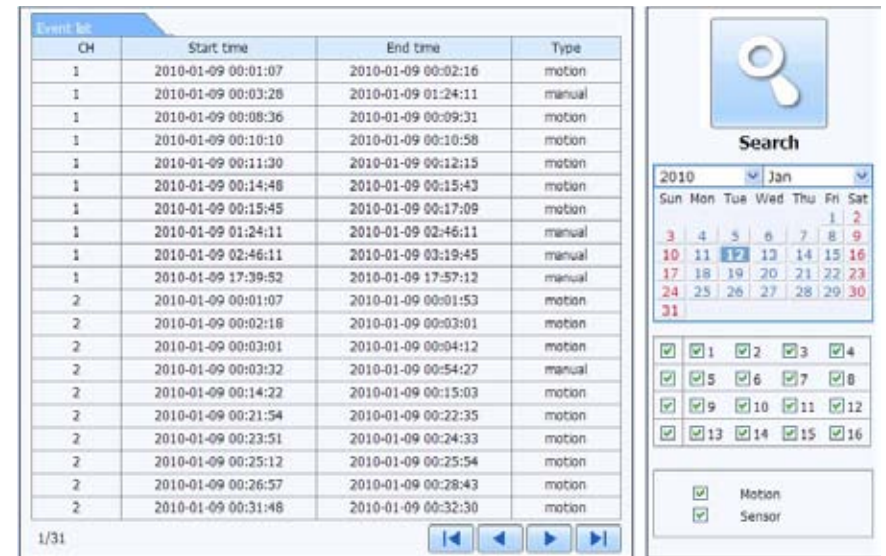 Event list
CH Start time End time Type
1 2010-01-09 00:01:07 2010-01-09 00:02:16 motion
1 2010-01-09 00:03:28 2010-01-09 01:24:11 manual
1 2010-01-09 00:08:36 2010-01-09 00:09:31 motion
1 2010-01-09 00:10:10 2010-01-09 00:10:58 motion
1 2010-01-09 00:11:30 2010-01-09 00:12:15 motion
1 2010-01-09 00:14:48 2010-01-09 00:15:43 motion
1 2010-01-09 00:15:45 2010-01-09 00:17:09 motion
1 2010-01-09 01:24:11 2010-01-09 02:46:11 manual
1 2010-01-09 02:46:11 2010-01-09 03:19:45 manual
1 2010-01-09 17:39:52 2010-01-09 17:57:12 manual
2 2010-01-09 00:01:07 2010-01-09 00:01:53 motion
2 2010-01-09 00:02:18 2010-01-09 00:03:01 motion
2 2010-01-09 00:03:01 2010-01-09 00:04:12 motion
2 2010-01-09 00:03:32 2010-01-09 00:54:27 manual
2 2010-01-09 00:14:22 2010-01-09 00:15:03 motion
2 2010-01-09 00:21:54 2010-01-09 00:22:35 motion
2 2010-01-09 00:23:51 2010-01-09 00:24:33 motion
2 2010-01-09 00:25:12 2010-01-09 00:25:54 motion
2 2010-01-09 00:26:57 2010-01-09 00:28:43 motion
2 2010-01-09 00:31:48 2010-01-09 00:32:30 motion
1/31
Search
2010 Jan
Sun Mon Tue Wed Thu Fri Sat
1 2
3 4 5 6 7 8 9
10 11 12 13 14 15 16
17 18 19 20 21 22 23
24 25 26 27 28 29 30
31
1 2 3 4
5 6 7 8
9 10 11 12
13 14 15 16
Motion
Sensor